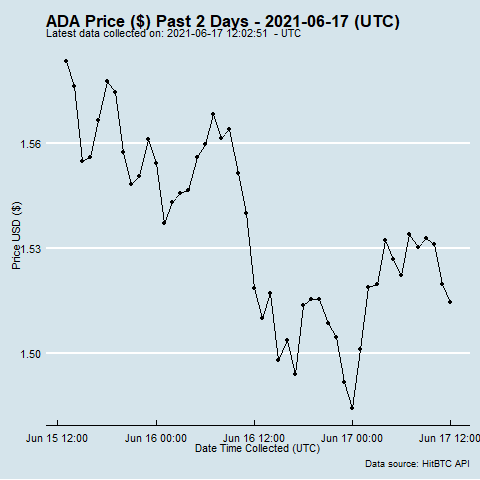 ADA Price ($) Past 2 Days - 2021-06-17 (UTC)
Latest data collected on: 2021-06-17 12:02:51 - UTC
1.56
1.53
1.50
Price USD ($)
Jun 15 12:00 Jun 16 00:00 Jun 16 12:00 Jun 17 00:00 Jun 17 12:00
Date Time Collected (UTC)
Data source: HitBTC API